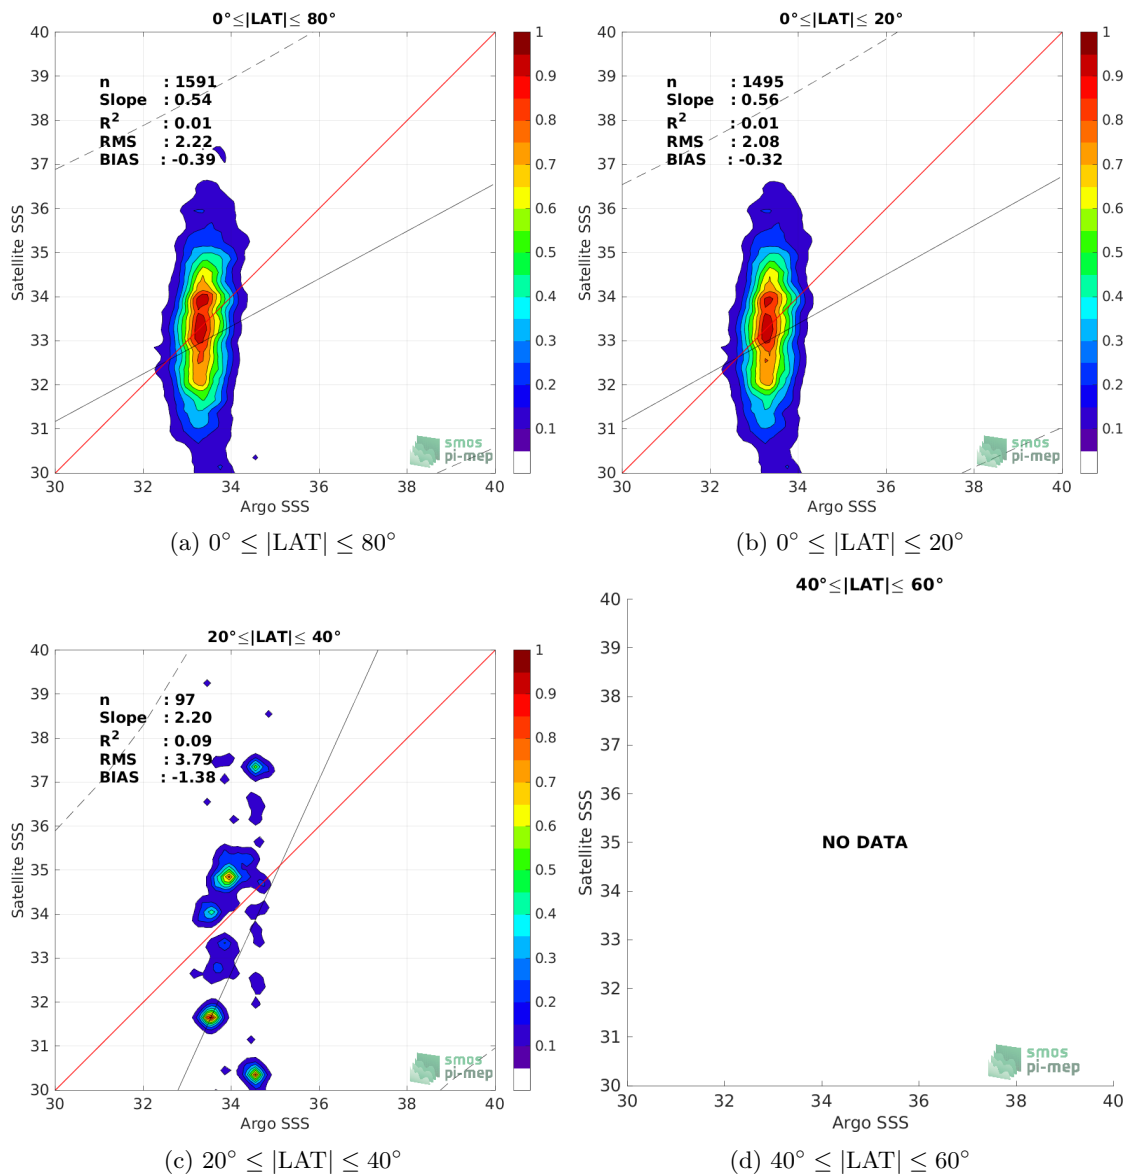 0°≤|LAT|≤ 80°
40
39
38
37
36
35
34
33
32
31
30
Satellite SSS
n : 1591
Slope : 0.54
R² : 0.01
RMS : 2.22
BIAS : -0.39
smos
pi-mep
30 32 34 36 38 40
Argo SSS
1
0.9
0.8
0.7
0.6
0.5
0.4
0.3
0.2
0.1
(a) 0° ≤ |LAT| ≤ 80°
0°≤|LAT|≤ 20°
40
39
38
37
36
35
34
33
32
31
30
Satellite SSS
n : 1495
Slope : 0.56
R² : 0.01
RMS : 2.08
BIAS : -0.32
smos
pi-mep
30 32 34 36 38 40
Argo SSS
1
0.9
0.8
0.7
0.6
0.5
0.4
0.3
0.2
0.1
(b) 0° ≤ |LAT| ≤ 20°
20°≤|LAT|≤ 40°
40
39
38
37
36
35
34
33
32
31
30
Satellite SSS
n : 97
Slope : 2.20
R² : 0.09
RMS : 3.79
BIAS : -1.38
smos
pi-mep
30 32 34 36 38 40
Argo SSS
1
0.9
0.8
0.7
0.6
0.5
0.4
0.3
0.2
0.1
(c) 20° ≤ |LAT| ≤ 40°
40°≤|LAT|≤ 60°
40
39
38
37
36
35
34
33
32
31
30
Satellite SSS
NO DATA
smos
pi-mep
30 32 34 36 38 40
Argo SSS
(d) 40° ≤ |LAT| ≤ 60°